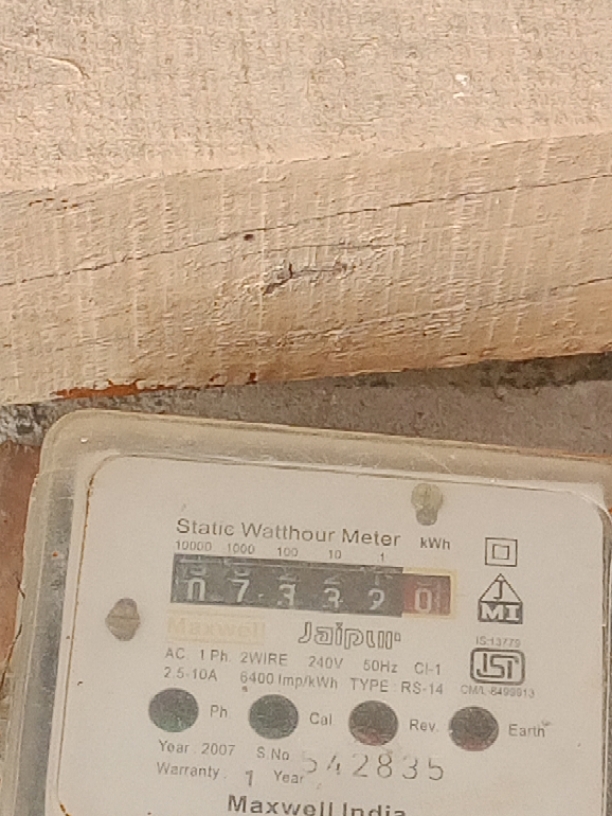 Static Watthour Meter kWh
10000 1000 100 10 1
0 7 3 3 2 0
Maxwell Jaipur
J
MI
AC. 1 Ph. 2WIRE 240V 50Hz Cl-1
2.5-10A 6400 Imp/kWh TYPE: RS-14
IS:13779
ISI
Ph. Cal. Rev. Earth
Year: 2007 S.No. 542835
Warranty: 1 Year
Maxwell India